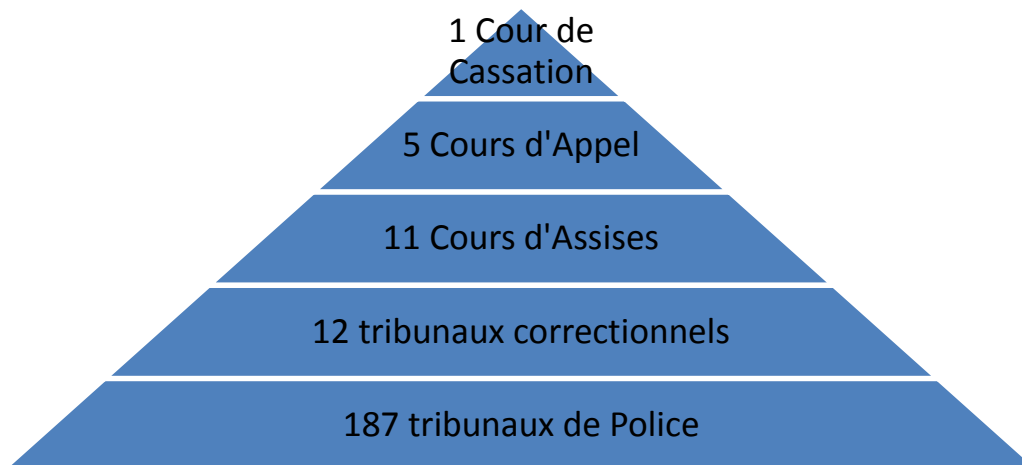 1 Cour de
Cassation
5 Cours d'Appel
11 Cours d'Assises
12 tribunaux correctionnels
187 tribunaux de Police